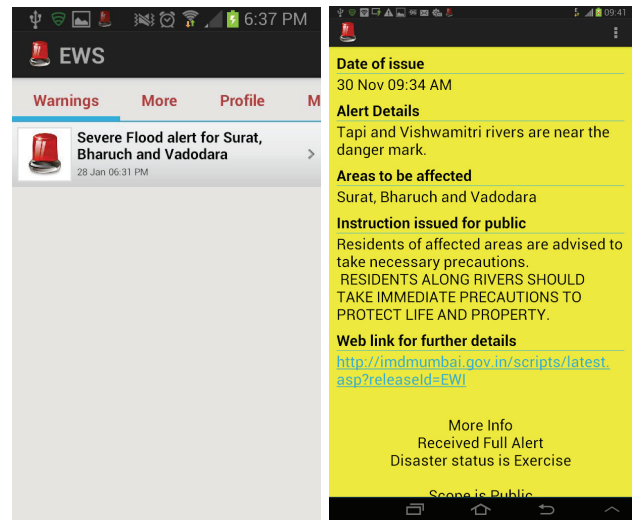 6:37 PM
EWS
Warnings
More
Profile
M
Severe Flood alert for Surat,
Bharuch and Vadodara
28 Jan 06:31 PM
09:41
Date of issue
30 Nov 09:34 AM
Alert Details
Tapi and Vishwamitri rivers are near the
danger mark.
Areas to be affected
Surat, Bharuch and Vadodara
Instruction issued for public
Residents of affected areas are advised to
take necessary precautions.
RESIDENTS ALONG RIVERS SHOULD
TAKE IMMEDIATE PRECAUTIONS TO
PROTECT LIFE AND PROPERTY.
Web link for further details
http://imdmumbai.gov.in/scripts/latest.
asp?releaseId=EWI
More Info
Received Full Alert
Disaster status is Exercise
Scope is Public